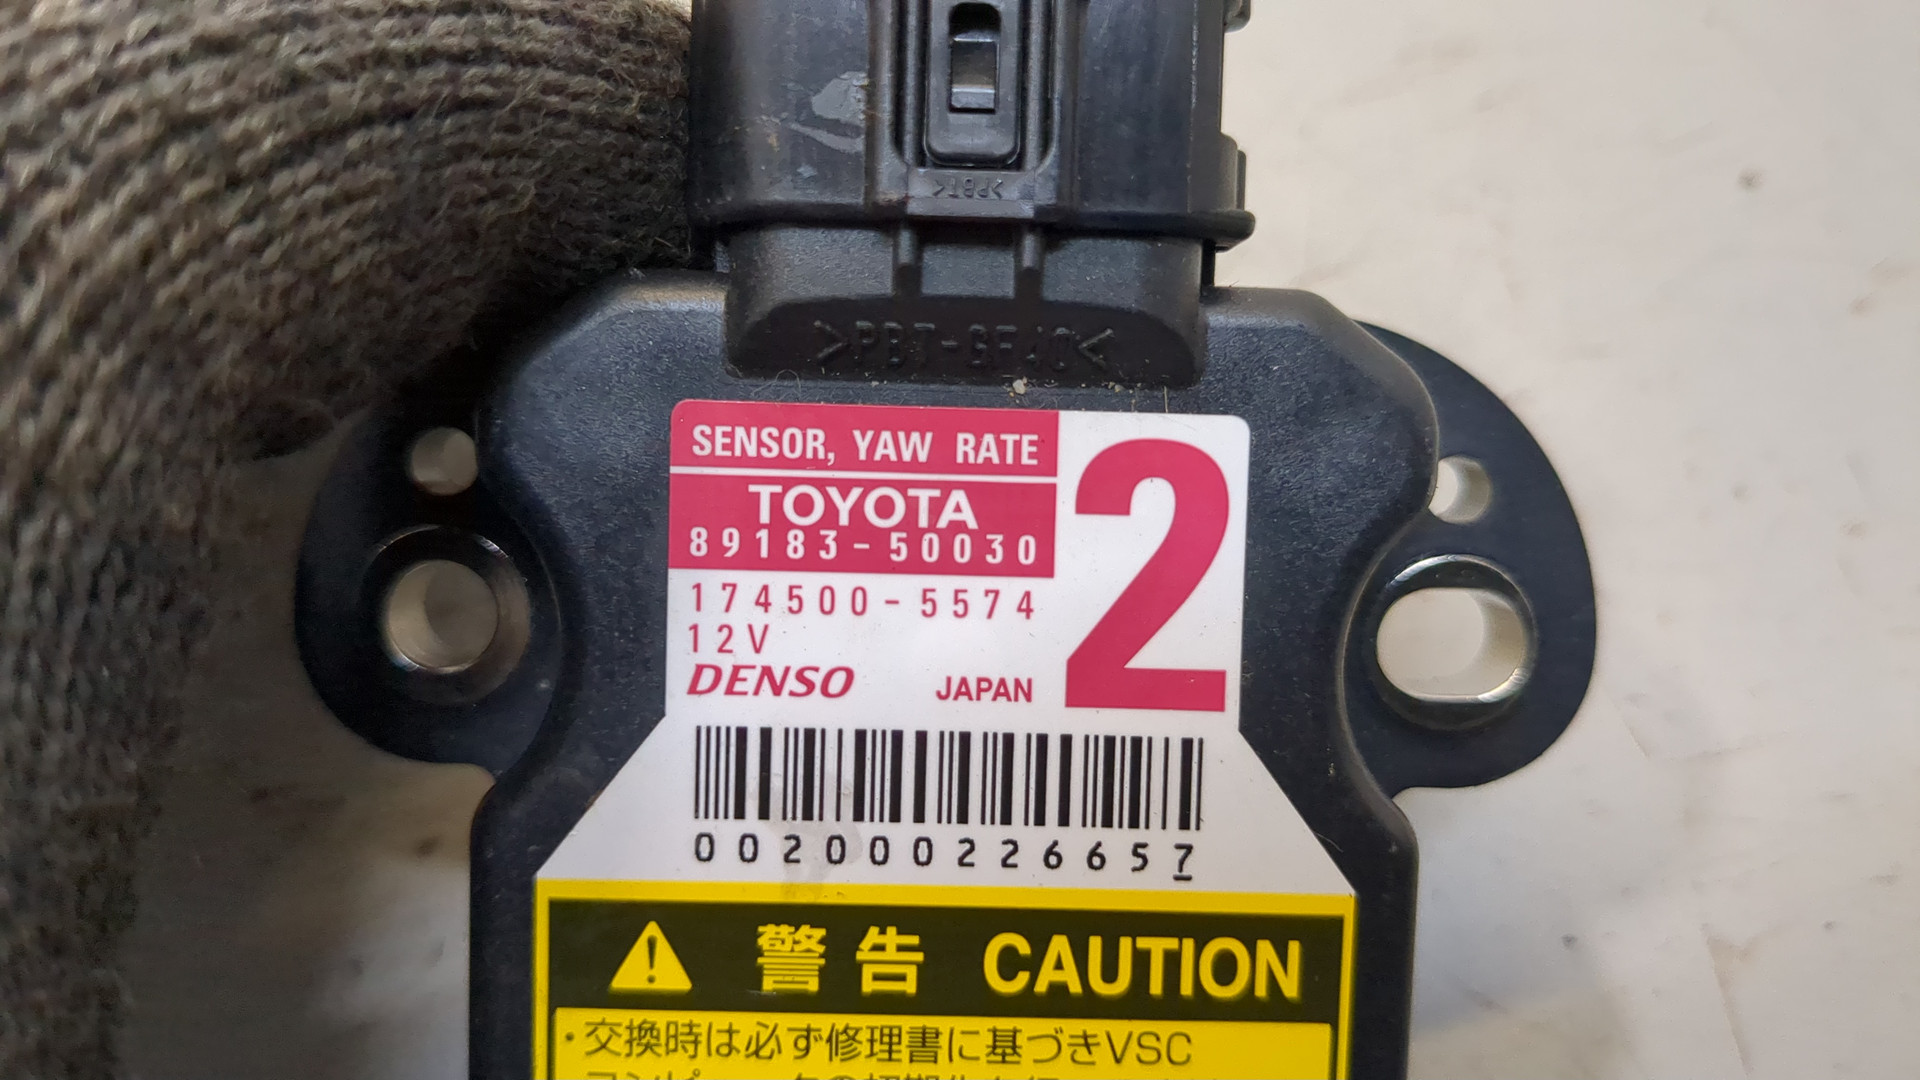 >PBT<
>PBT-GF40<
SENSOR, YAW RATE
TOYOTA
89183-50030
2
174500-5574
12V
DENSO JAPAN
002000226657
警告 CAUTION
・交換時は必ず修理書に基づきVSC